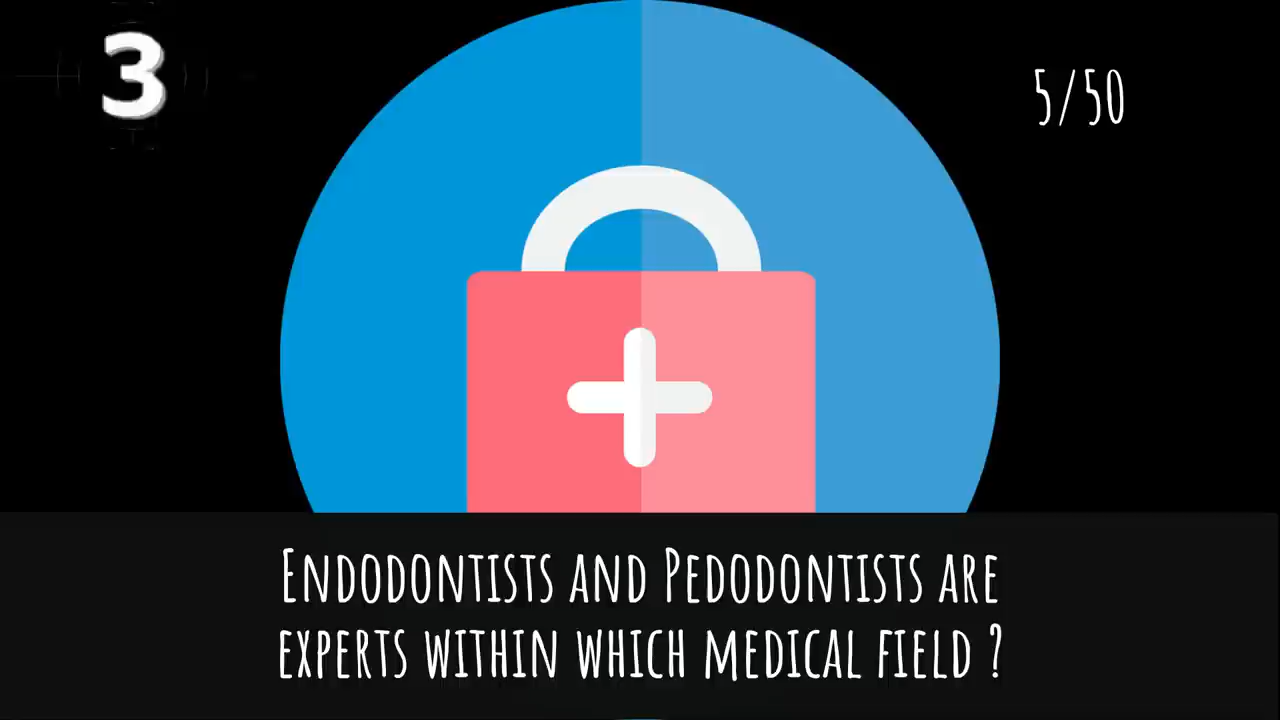 3
5/50
Endodontists and Pedodontists are
experts within which medical field ?